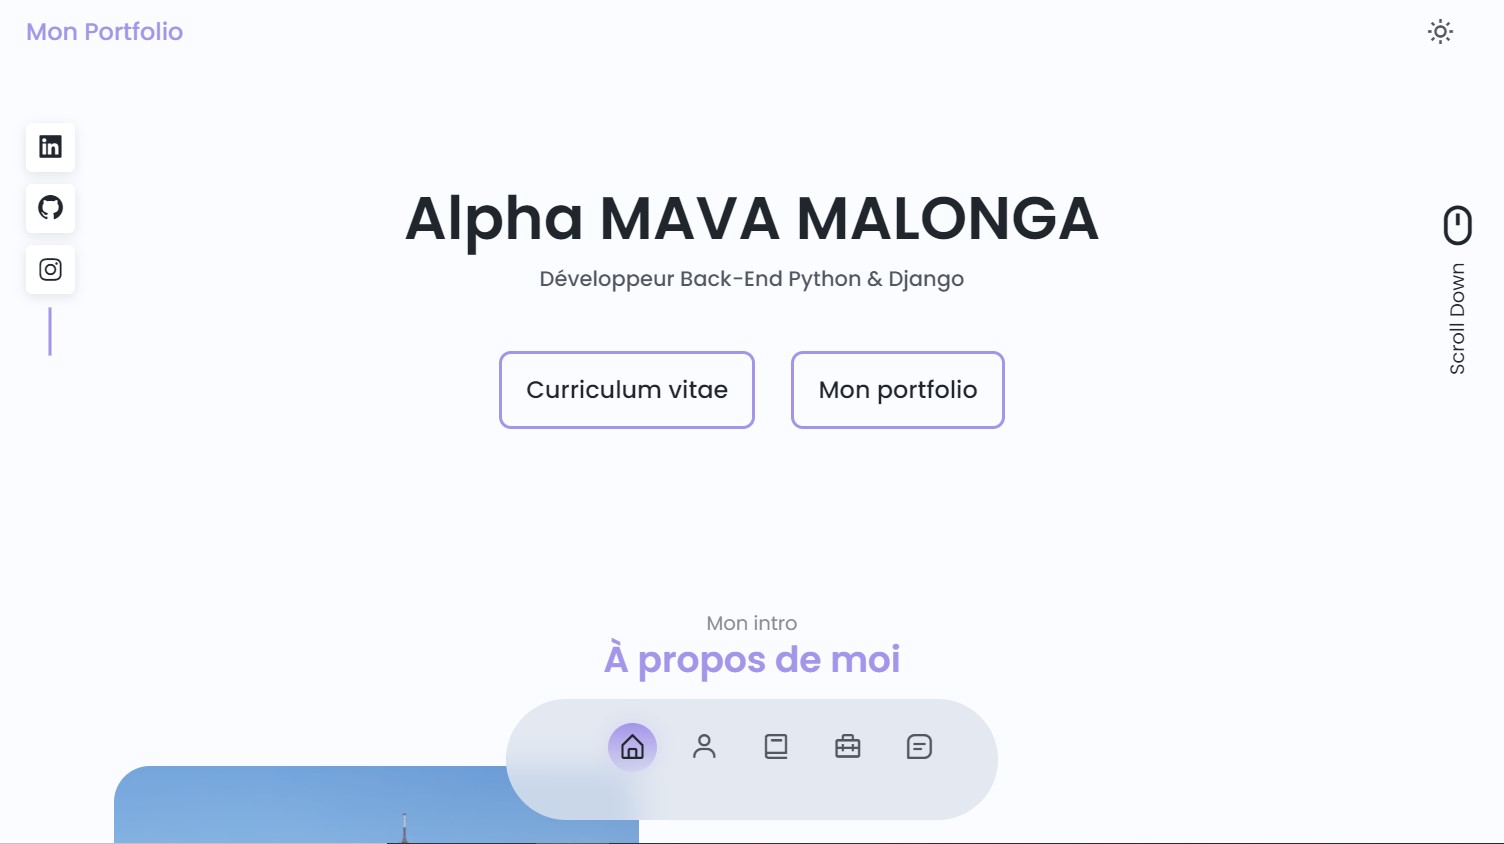 Mon Portfolio
Alpha MAVA MALONGA
Développeur Back-End Python & Django
Curriculum vitae
Mon portfolio
Scroll Down
Mon intro
À propos de moi